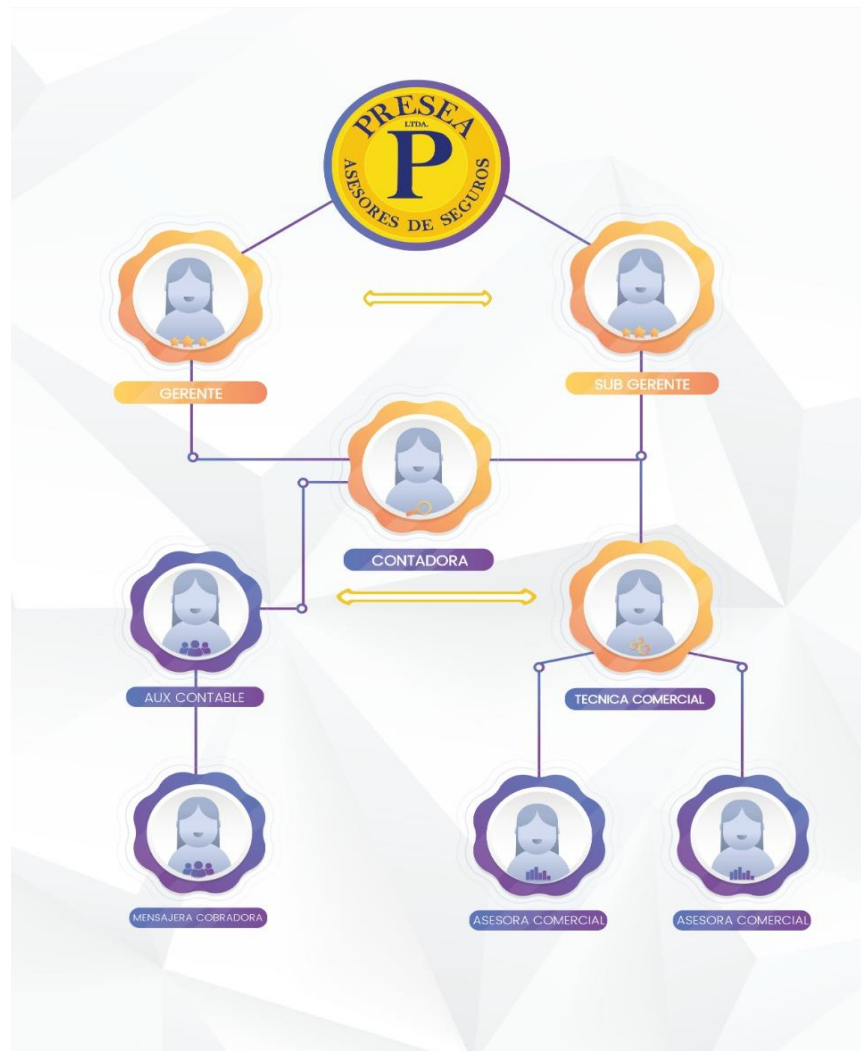 PRESEA
LTDA.
P
ASESORES DE SEGUROS
GERENTE
SUB GERENTE
CONTADORA
AUX CONTABLE
TECNICA COMERCIAL
MENSAJERA COBRADORA
ASESORA COMERCIAL
ASESORA COMERCIAL